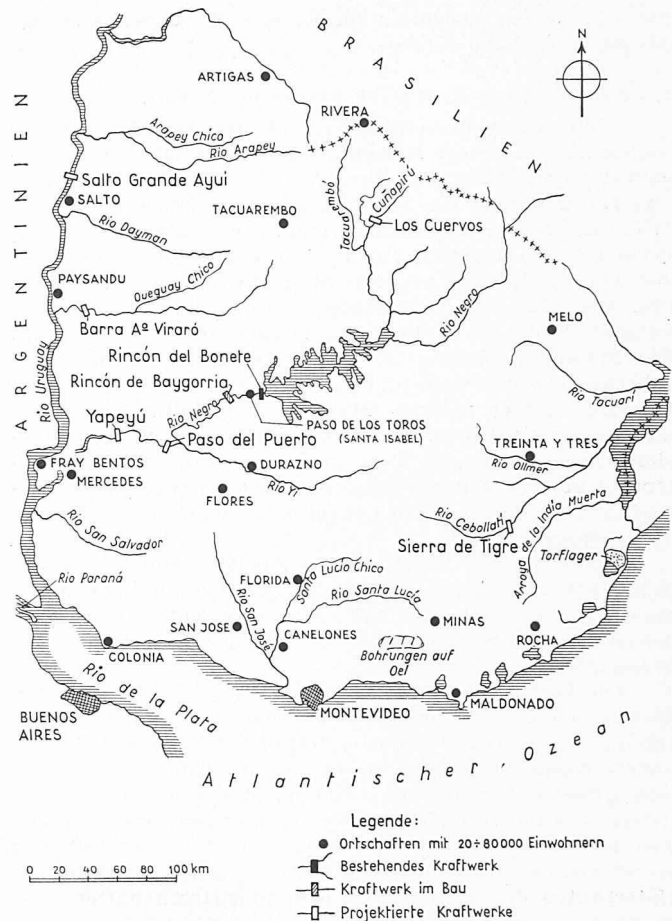 BRASILIEN
N
ARTIGAS
RIVERA
ARGENTINIEN
Arapey Chico
Rio Arapey
Salto Grande Ayui
SALTO
Tacuarembó
Cuñapirú
TACUAREMBO
Los Cuervos
Rio Dayman
PAYSANDU
Queguay Chico
Rio Negro
MELO
Barra Aº Viraró
Rio Uruguay
Rincón del Bonete
Rincón de Baygorria
Rio Tacuarí
Yapeyú
Rio Negro
PASO DE LOS TOROS
(SANTA ISABEL)
Paso del Puerto
TREINTA Y TRES
FRAY BENTOS
MERCEDES
DURAZNO
Rio Ollmer
FLORES
Rio Yi
Rio San Salvador
Rio Cebollatí
Arroya de la India Muerta
Sierra de Tigre
Torflager
Rio Paraná
FLORIDA
Santa Lucio Chico
Rio Santa Lucía
SAN JOSE
Rio San José
CANELONES
MINAS
ROCHA
COLONIA
Bohrungen auf
Oel
Rio de la Plata
BUENOS
AIRES
MONTEVIDEO
MALDONADO
Atlantischer Ozean
Legende:
Ortschaften mit 20÷80000 Einwohnern
Bestehendes Kraftwerk
Kraftwerk im Bau
Projektierte Kraftwerke
0 20 40 60 80 100 km